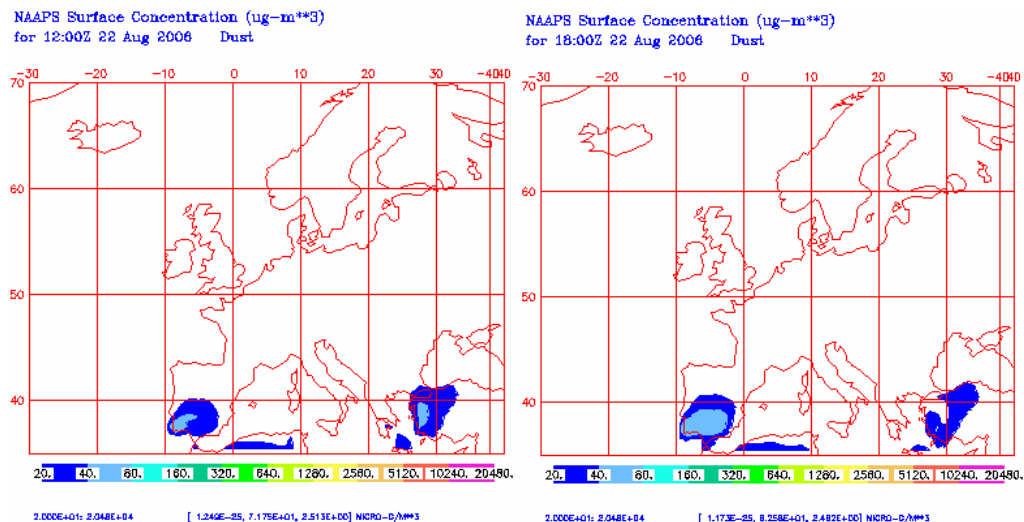 NAAPS Surface Concentration (ug-m**3)
for 12:00Z 22 Aug 2006 Dust
-30 -20 -10 0 10 20 30 -4040
70
60
50
40
20. 40. 80. 160. 320. 640. 1280. 2560. 5120. 10240. 20480.
2.000E+01: 2.048E+04 [ 1.249E-25, 7.175E+01, 2.513E+00] MICRO-G/M**3
NAAPS Surface Concentration (ug-m**3)
for 18:00Z 22 Aug 2006 Dust
-30 -20 -10 0 10 20 30 -4040
70
60
50
40
20. 40. 80. 160. 320. 640. 1280. 2560. 5120. 10240. 20480.
2.000E+01: 2.048E+04 [ 1.173E-25, 8.258E+01, 2.482E+00] MICRO-G/M**3